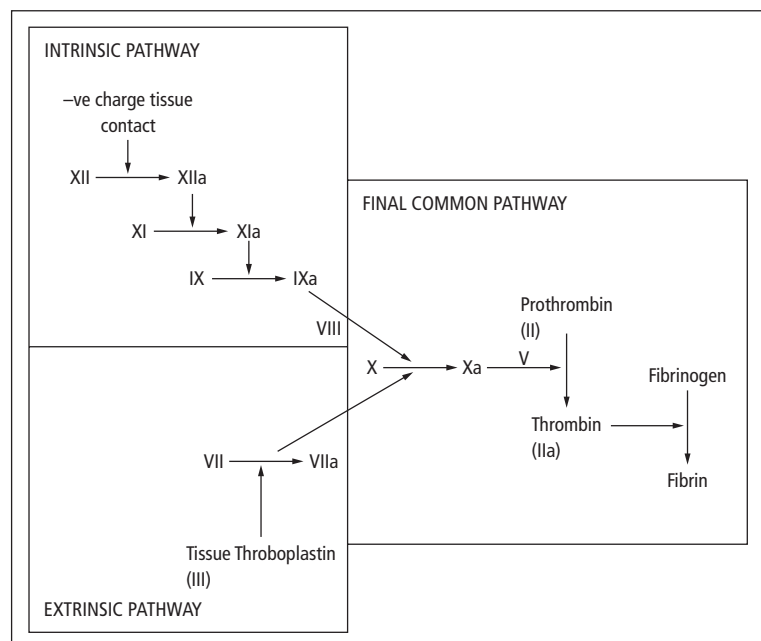 INTRINSIC PATHWAY
–ve charge tissue
contact
XII
XIIa
XI
XIa
IX
IXa
VIII
EXTRINSIC PATHWAY
VII
VIIa
Tissue Throboplastin
(III)
FINAL COMMON PATHWAY
X
Xa
V
Prothrombin
(II)
Thrombin
(IIa)
Fibrinogen
Fibrin